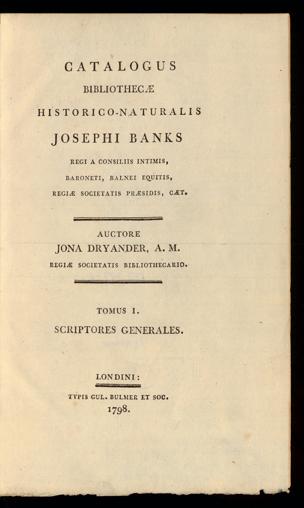 CATALOGUS
BIBLIOTHECÆ
HISTORICO-NATURALIS
JOSEPHI BANKS
REGI A CONSILIIS INTIMIS,
BARONETI, BALNEI EQUITIS,
REGIÆ SOCIETATIS PRÆSIDIS, CÆT.
AUCTORE
JONA DRYANDER, A. M.
REGIÆ SOCIETATIS BIBLIOTHECARIO.
TOMUS I.
SCRIPTORES GENERALES.
LONDINI:
TYPIS GUL. BULMER ET SOC.
1798.